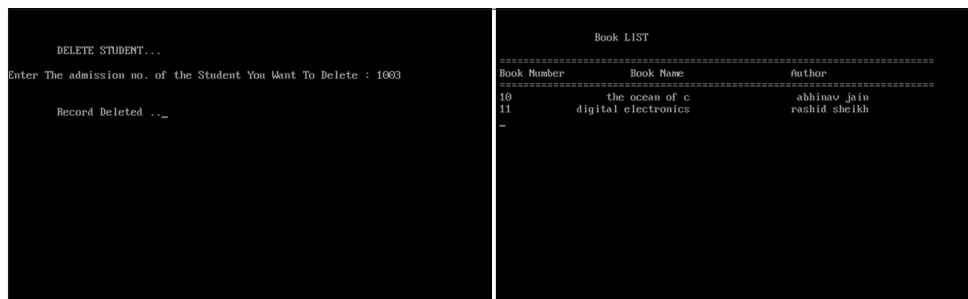 DELETE STUDENT...
Enter The admission no. of the Student You Want To Delete : 1003
Record Deleted .._
Book LIST
==========================================================================
Book Number Book Name Author
==========================================================================
10 the ocean of c abhinav jain
11 digital electronics rashid sheikh
_